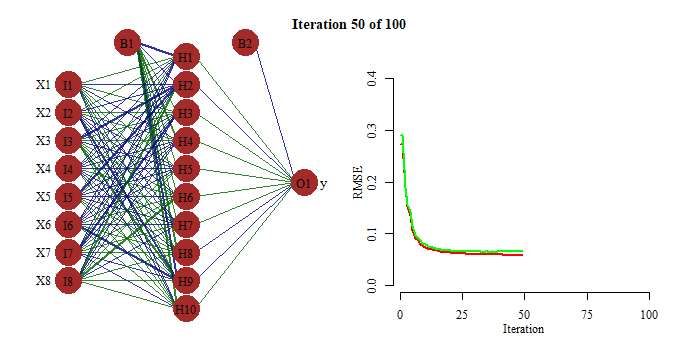 Iteration 50 of 100
B1
B2
H1
X1 I1 H2
X2 I2 H3
X3 I3 H4
X4 I4 H5
O1 y
X5 I5 H6
X6 I6 H7
X7 I7 H8
X8 I8 H9
H10
RMSE
0.4
0.3
0.2
0.1
0.0
0 25 50 75 100
Iteration